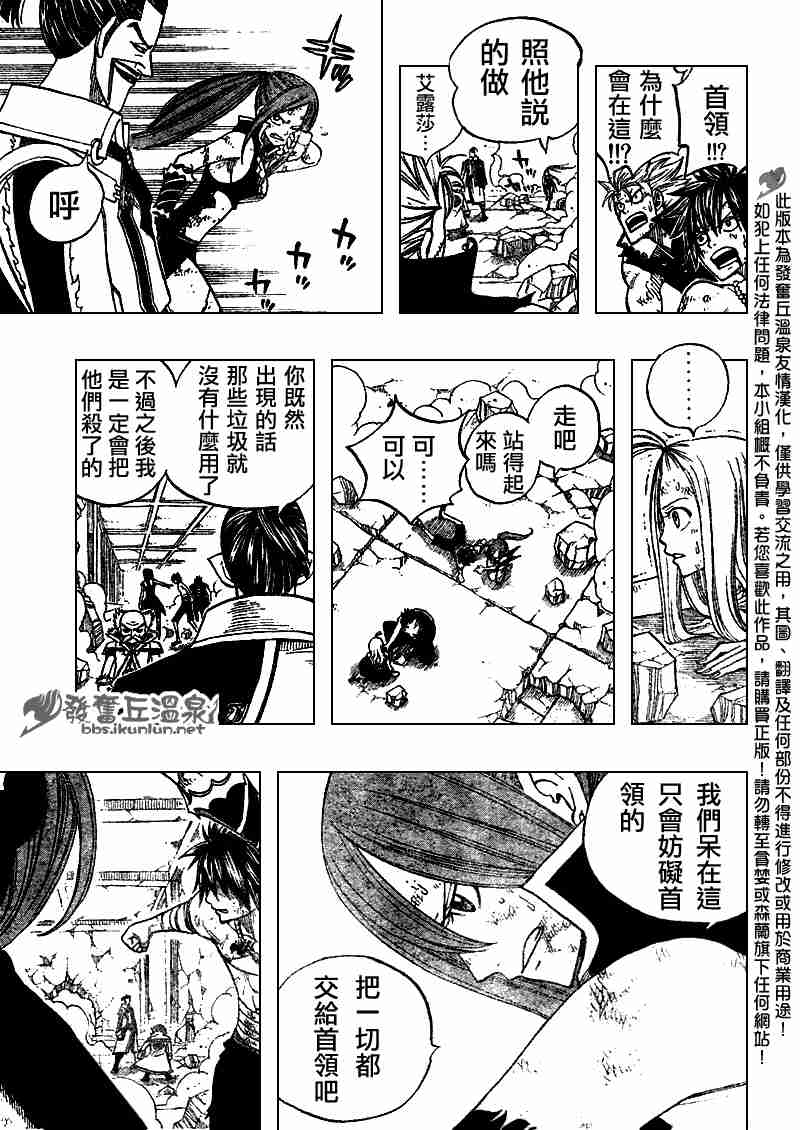 首領!!?
為什麼
會在這!!?
照他說
的做
艾露莎…
呼
………
走吧
站得起
來嗎
可……
可以
你既然
出現的話
那些垃圾就
沒有什麼用了
不過之後我
是一定會把
他們殺了的
我們呆在這
只會妨礙首
領的
把一切都
交給首領吧
此版本為發奮丘溫泉友情漢化，僅供學習交流之用，其圖、翻譯及任何部份不得進行修改或用於商業用途！
如犯上任何法律問題，本小組概不負責。若您喜歡此作品，請購買正版！請勿轉至貪婪或森蘭旗下任何網站！
發奮丘溫泉
bbs.ikunlun.net